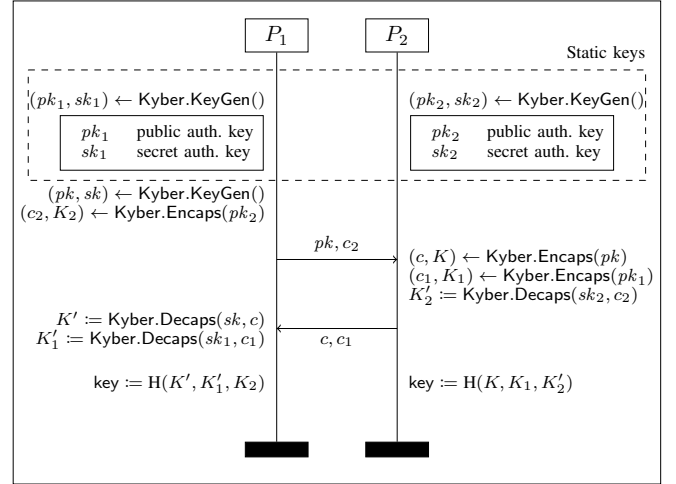 P₁ P₂
Static keys
(pk₁, sk₁) ← Kyber.KeyGen() (pk₂, sk₂) ← Kyber.KeyGen()
pk₁ public auth. key pk₂ public auth. key
sk₁ secret auth. key sk₂ secret auth. key
(pk, sk) ← Kyber.KeyGen()
(c₂, K₂) ← Kyber.Encaps(pk₂)
pk, c₂
(c, K) ← Kyber.Encaps(pk)
(c₁, K₁) ← Kyber.Encaps(pk₁)
K′₂ := Kyber.Decaps(sk₂, c₂)
K′ := Kyber.Decaps(sk, c)
K′₁ := Kyber.Decaps(sk₁, c₁)
c, c₁
key := H(K′, K′₁, K₂) key := H(K, K₁, K′₂)